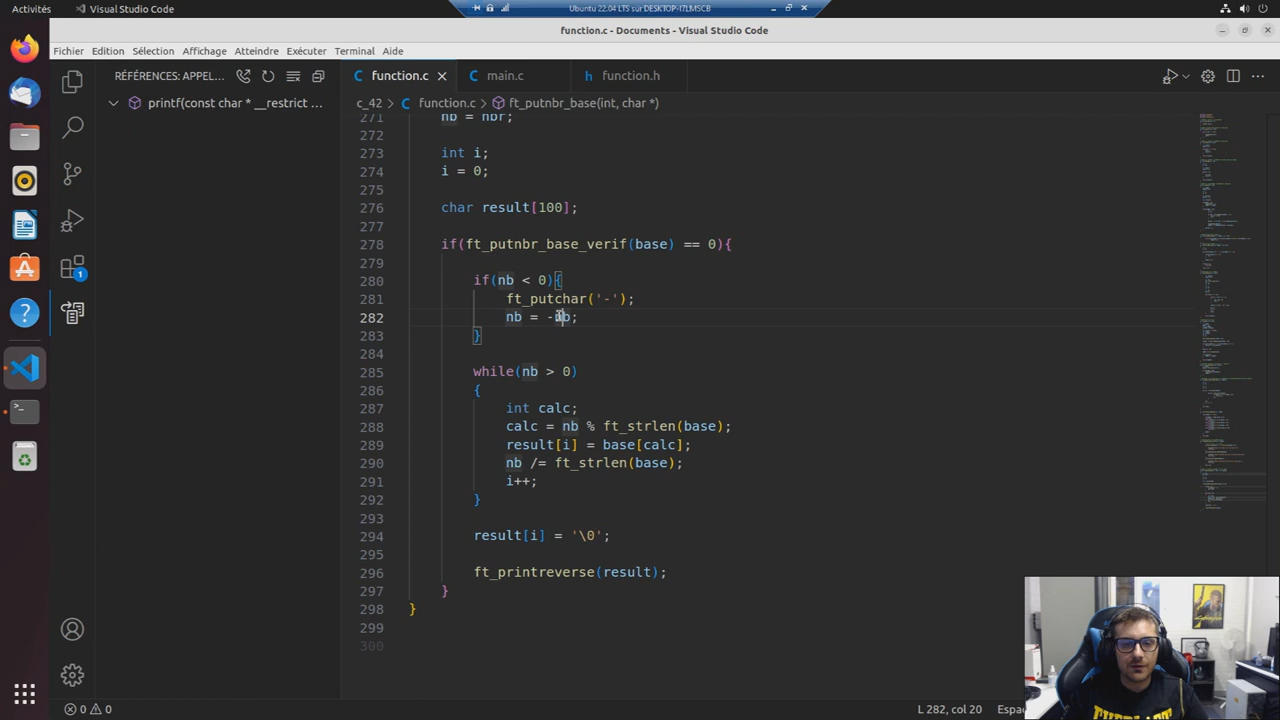 Activités
Visual Studio Code
Ubuntu 22.04 LTS sur DESKTOP-I7LMSCB
function.c - Documents - Visual Studio Code
Fichier Edition Sélection Affichage Atteindre Exécuter Terminal Aide
RÉFÉRENCES: APPEL...
printf(const char * __restrict ...
function.c
main.c
function.h
c_42 > function.c > ft_putnbr_base(int, char *)
271 nb = nbr;
272
273 int i;
274 i = 0;
275
276 char result[100];
277
278 if(ft_putnbr_base_verif(base) == 0){
279
280 if(nb < 0){
281 ft_putchar('-');
282 nb = -nb;
283 }
284
285 while(nb > 0)
286 {
287 int calc;
288 calc = nb % ft_strlen(base);
289 result[i] = base[calc];
290 nb /= ft_strlen(base);
291 i++;
292 }
293
294 result[i] = '\0';
295
296 ft_printreverse(result);
297 }
298 }
299
300
1
0 0
L 282, col 20